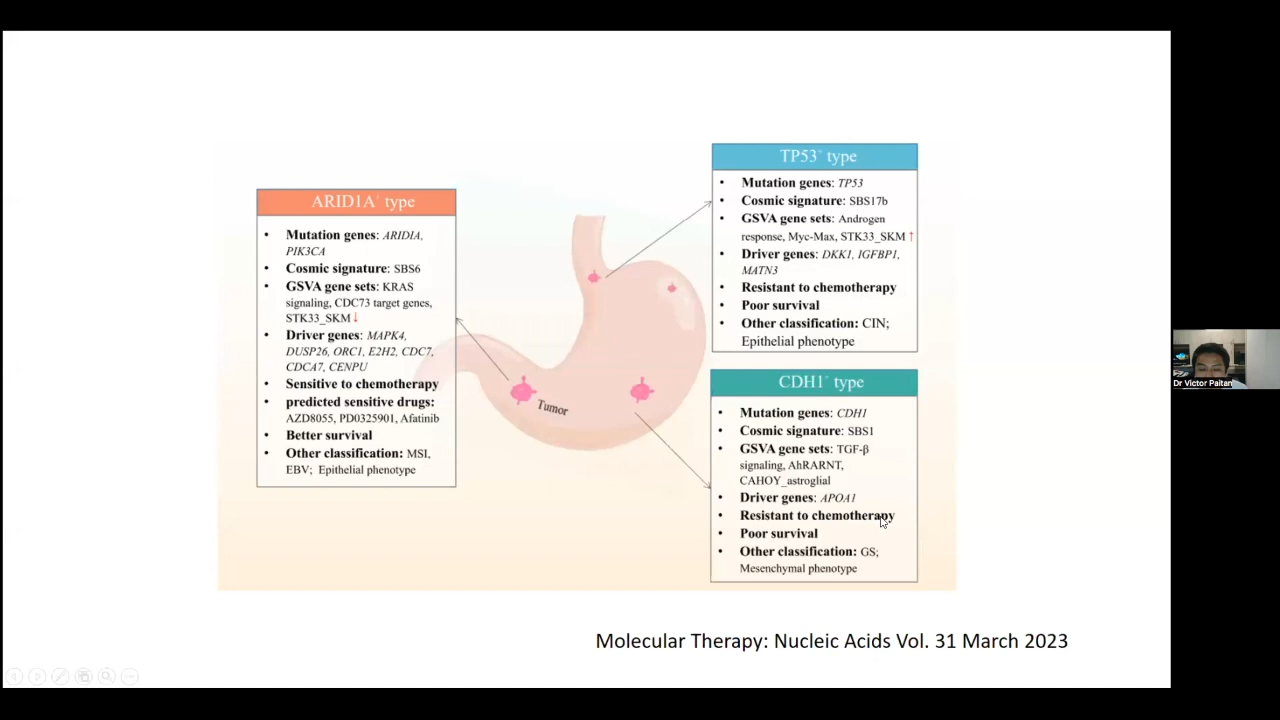 ARID1A⁺ type
• Mutation genes: ARIDIA,
PIK3CA
• Cosmic signature: SBS6
• GSVA gene sets: KRAS
signaling, CDC73 target genes,
STK33_SKM↓
• Driver genes: MAPK4,
DUSP26, ORC1, E2H2, CDC7,
CDCA7, CENPU
• Sensitive to chemotherapy
• predicted sensitive drugs:
AZD8055, PD0325901, Afatinib
• Better survival
• Other classification: MSI,
EBV; Epithelial phenotype
Tumor
TP53⁺ type
• Mutation genes: TP53
• Cosmic signature: SBS17b
• GSVA gene sets: Androgen
response, Myc-Max, STK33_SKM ↑
• Driver genes: DKK1, IGFBP1,
MATN3
• Resistant to chemotherapy
• Poor survival
• Other classification: CIN;
Epithelial phenotype
CDH1⁺ type
• Mutation genes: CDH1
• Cosmic signature: SBS1
• GSVA gene sets: TGF-β
signaling, AhRARNT,
CAHOY_astroglial
• Driver genes: APOA1
• Resistant to chemotherapy
• Poor survival
• Other classification: GS;
Mesenchymal phenotype
Molecular Therapy: Nucleic Acids Vol. 31 March 2023
Dr Victor Paitan